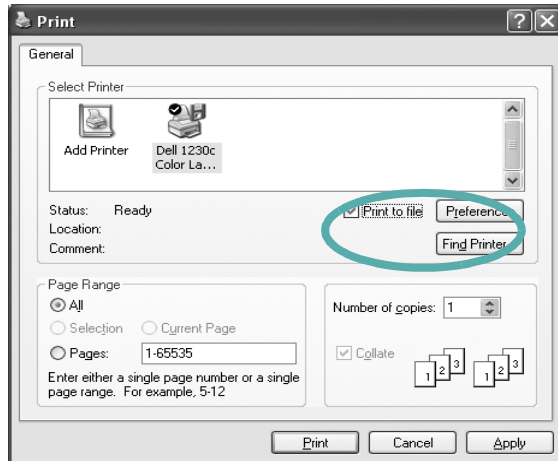 Print
General
Select Printer
Add Printer
Dell 1230c
Color La...
Status: Ready
Location:
Comment:
Print to file
Preference
Find Printer
Page Range
All
Selection Current Page
Pages: 1-65535
Enter either a single page number or a single
page range. For example, 5-12
Number of copies: 1
Collate
1 2 3 1 2 3
Print Cancel Apply